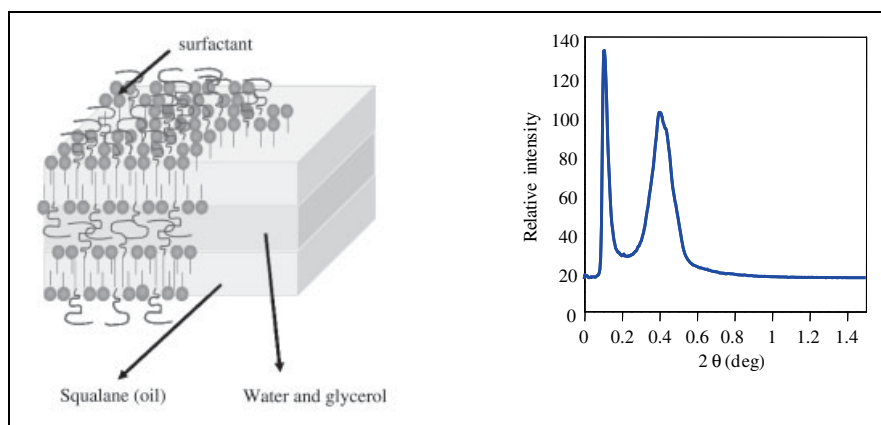 surfactant
Squalane (oil)
Water and glycerol
140
120
100
80
60
40
20
0
Relative intensity
0 0.2 0.4 0.6 0.8 1 1.2 1.4
2 θ (deg)